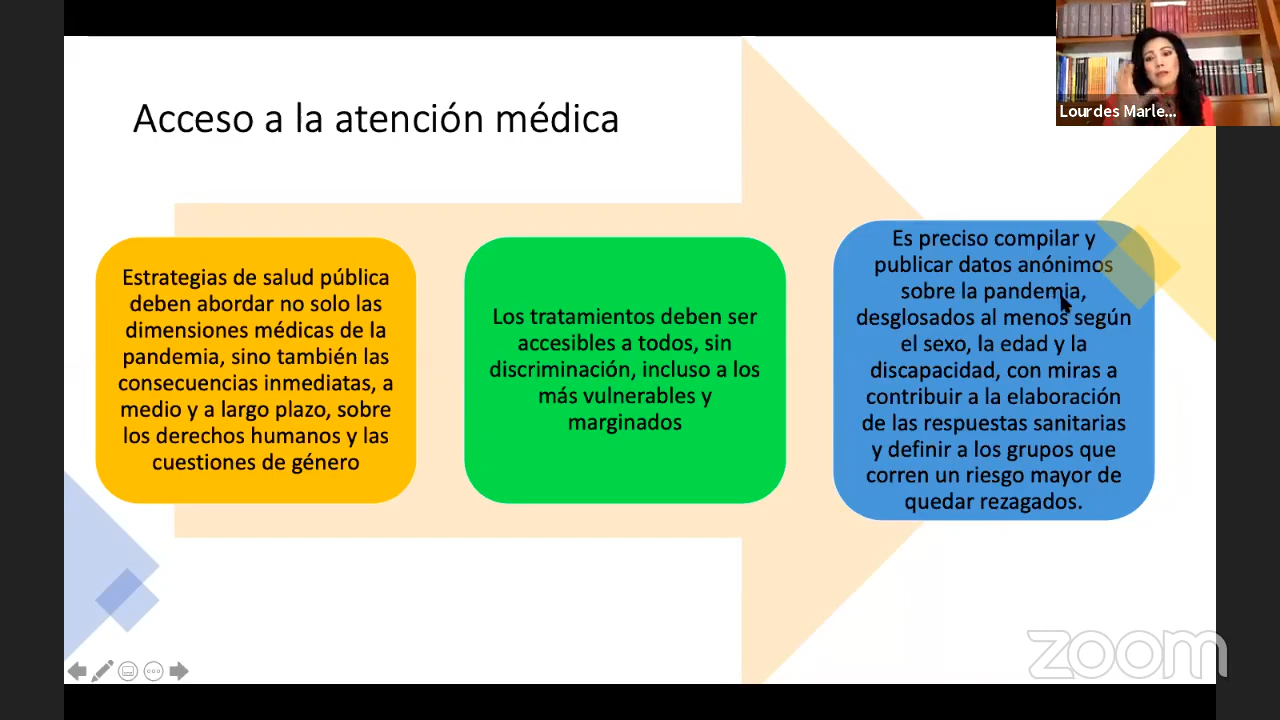 Acceso a la atención médica
Lourdes Marle...
Estrategias de salud pública
deben abordar no solo las
dimensiones médicas de la
pandemia, sino también las
consecuencias inmediatas, a
medio y a largo plazo, sobre
los derechos humanos y las
cuestiones de género
Los tratamientos deben ser
accesibles a todos, sin
discriminación, incluso a los
más vulnerables y
marginados
Es preciso compilar y
publicar datos anónimos
sobre la pandemia,
desglosados al menos según
el sexo, la edad y la
discapacidad, con miras a
contribuir a la elaboración
de las respuestas sanitarias
y definir a los grupos que
corren un riesgo mayor de
quedar rezagados.
zoom